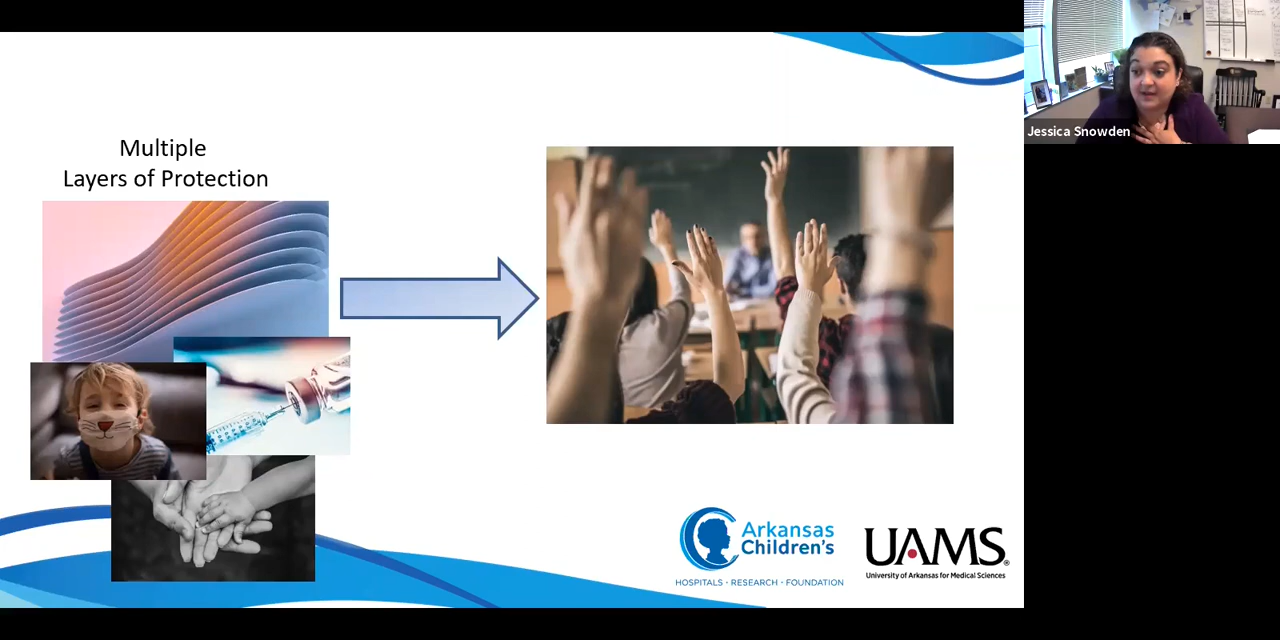 Multiple
Layers of Protection
Jessica Snowden
Arkansas
Children's
HOSPITALS • RESEARCH • FOUNDATION
UAMS®
University of Arkansas for Medical Sciences